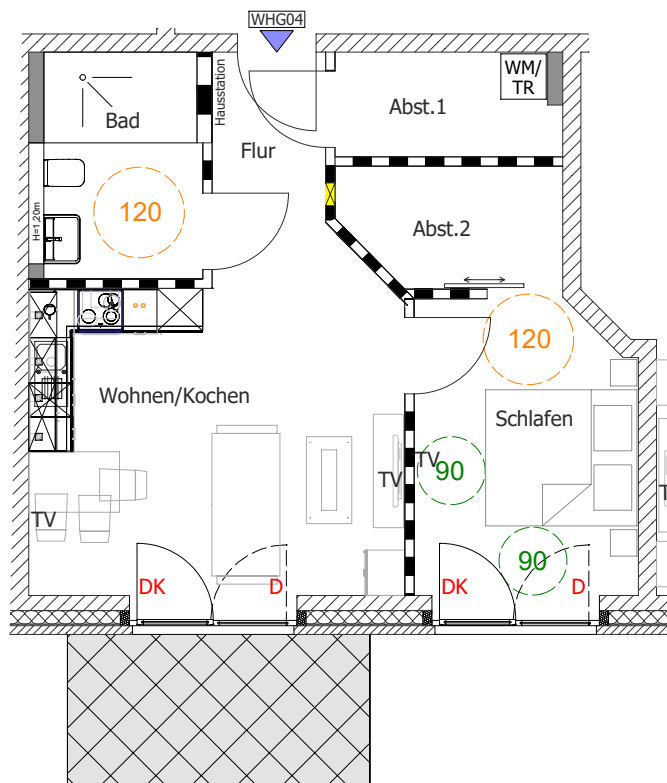 WHG04
WM/
TR
Hausstation
Abst.1
Bad
Flur
120
H=1,20m
Abst.2
120
Wohnen/Kochen
Schlafen
TV
TV
90
TV
T
90
DK
D
DK
D